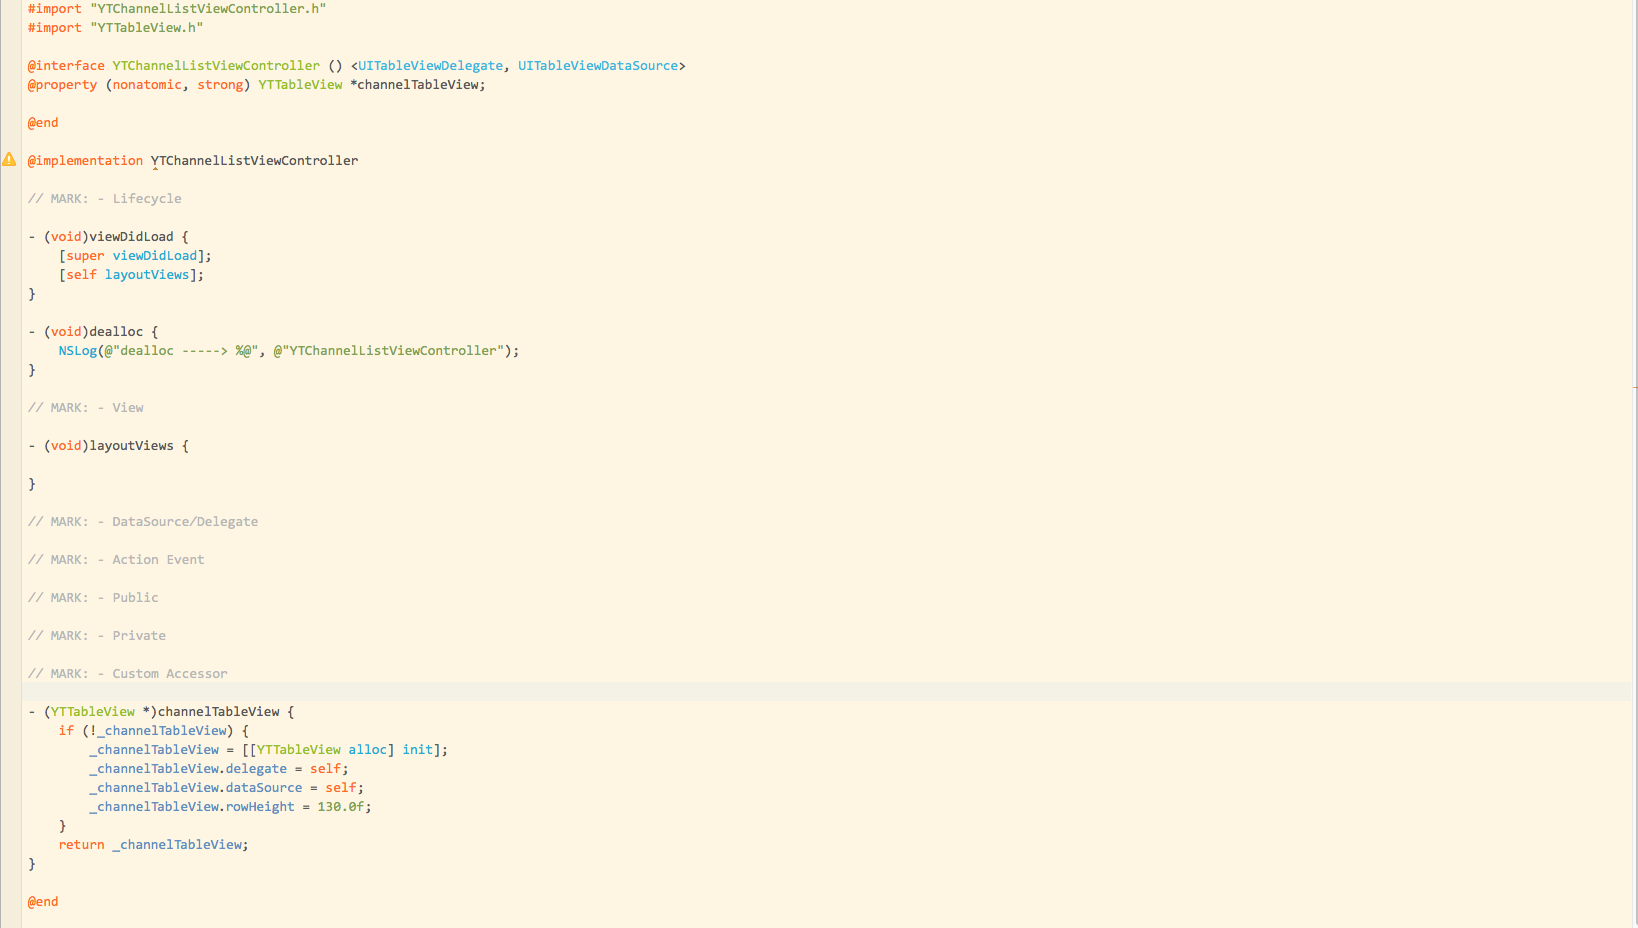 #import "YTChannelListViewController.h"
#import "YTTableView.h"
@interface YTChannelListViewController () <UITableViewDelegate, UITableViewDataSource>
@property (nonatomic, strong) YTTableView *channelTableView;
@end
@implementation YTChannelListViewController
// MARK: - Lifecycle
- (void)viewDidLoad {
    [super viewDidLoad];
    [self layoutViews];
}
- (void)dealloc {
    NSLog(@"dealloc -----> %@", @"YTChannelListViewController");
}
// MARK: - View
- (void)layoutViews {
}
// MARK: - DataSource/Delegate
// MARK: - Action Event
// MARK: - Public
// MARK: - Private
// MARK: - Custom Accessor
- (YTTableView *)channelTableView {
    if (!_channelTableView) {
        _channelTableView = [[YTTableView alloc] init];
        _channelTableView.delegate = self;
        _channelTableView.dataSource = self;
        _channelTableView.rowHeight = 130.0f;
    }
    return _channelTableView;
}
@end